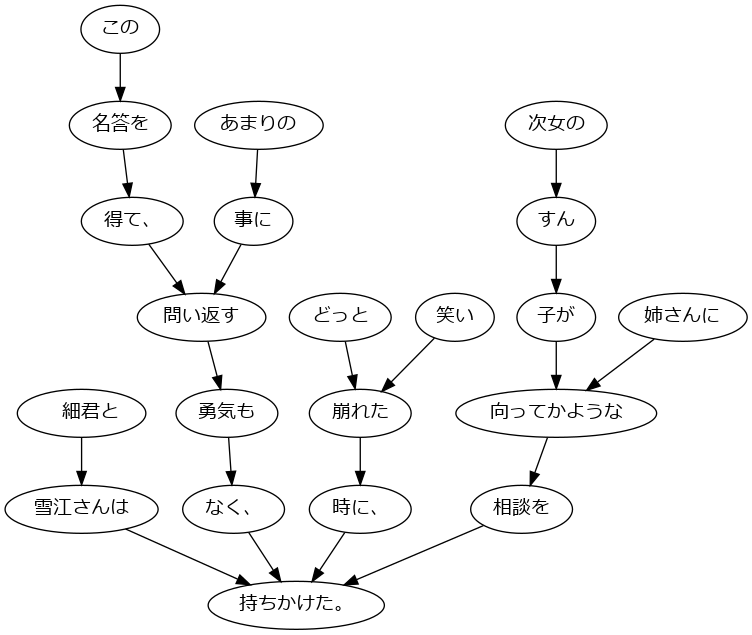 この
名答を
あまりの
次女の
得て、
事に
すん
問い返す
どっと
笑い
子が
姉さんに
細君と
勇気も
崩れた
向ってかような
雪江さんは
なく、
時に、
相談を
持ちかけた。